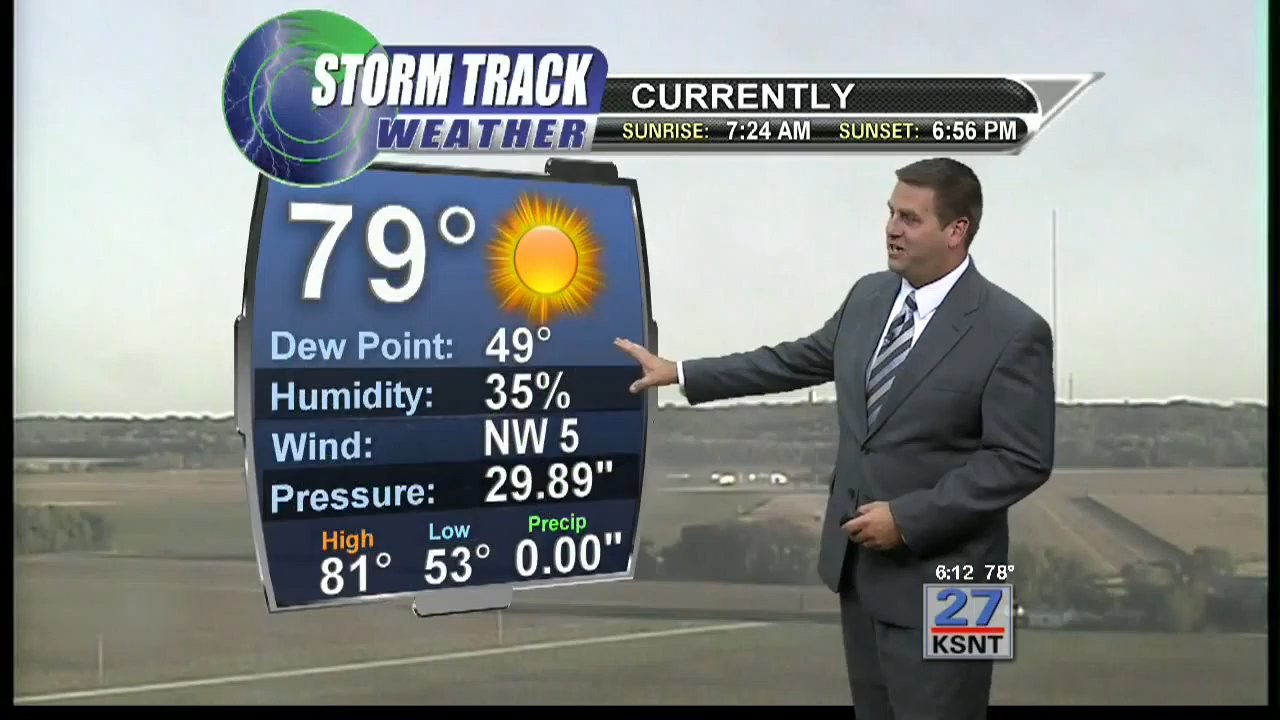 STORM TRACK
WEATHER
CURRENTLY
SUNRISE: 7:24 AM SUNSET: 6:56 PM
79°
Dew Point: 49°
Humidity: 35%
Wind: NW 5
Pressure: 29.89"
High Low Precip
81° 53° 0.00"
6:12 78°
27
KSNT